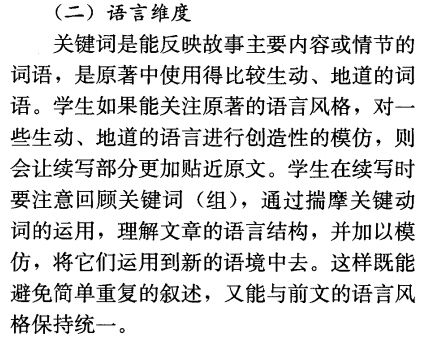 （二）语言维度
关键词是能反映故事主要内容或情节的
词语，是原著中使用得比较生动、地道的词
语。学生如果能关注原著的语言风格，对一
些生动、地道的语言进行创造性的模仿，则
会让续写部分更加贴近原文。学生在续写时
要注意回顾关键词（组），通过揣摩关键动
词的运用，理解文章的语言结构，并加以模
仿，将它们运用到新的语境中去。这样既能
避免简单重复的叙述，又能与前文的语言风
格保持统一。